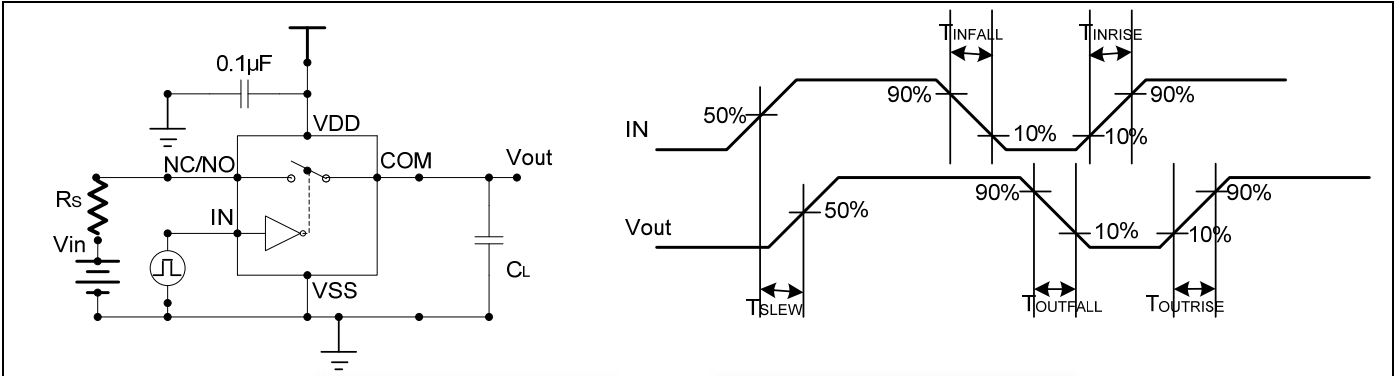 0.1µF
VDD
NC/NO
COM
Vout
RS
IN
Vin
VSS
CL
TINFALL
TINRISE
90%
90%
50%
IN
10%
10%
90%
90%
50%
Vout
10%
10%
TSLEW
TOUTFALL
TOUTRISE